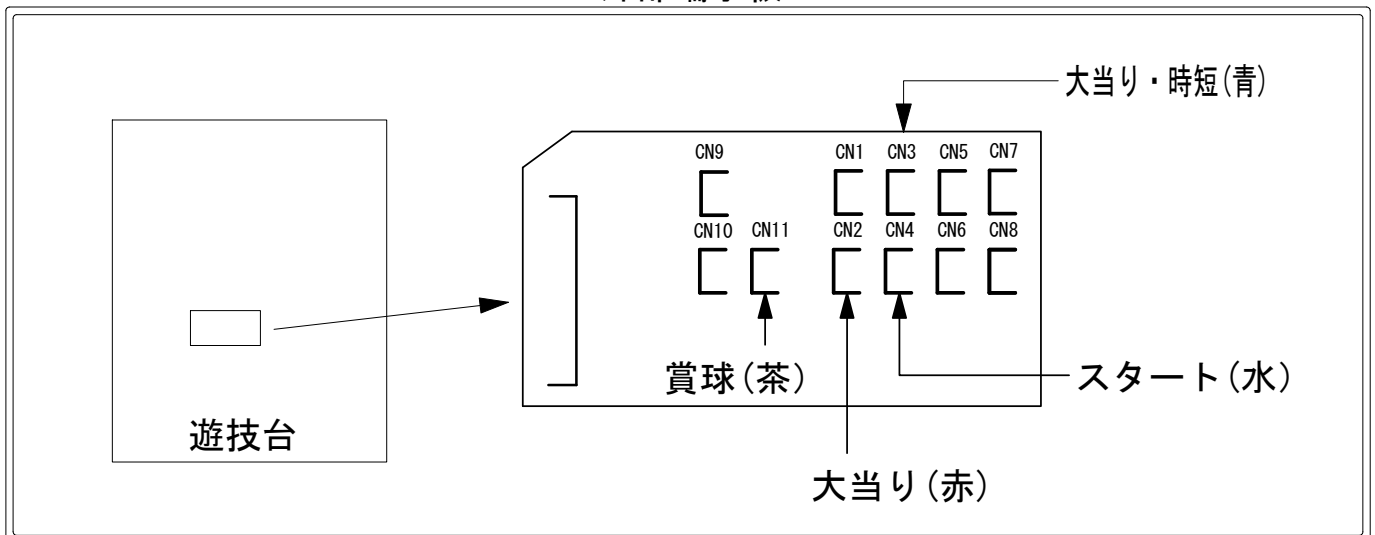 大当り・時短(青)
CN9 CN1 CN3 CN5 CN7
CN10 CN11 CN2 CN4 CN6 CN8
賞球(茶)
スタート(水)
遊技台
大当り(赤)